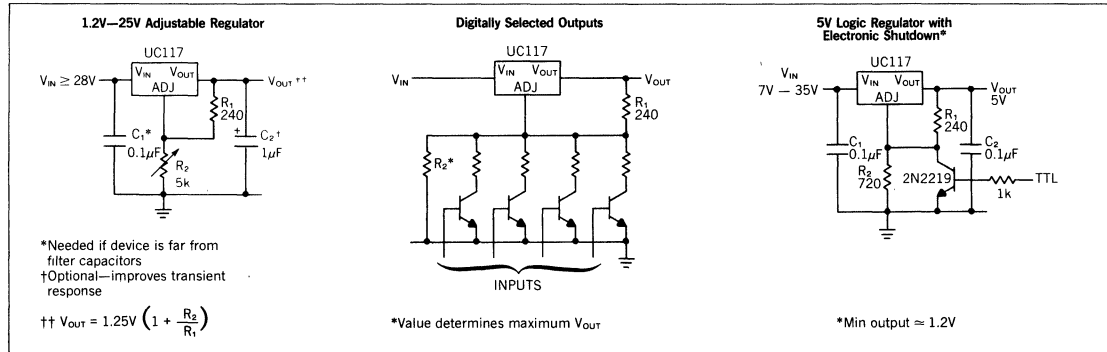 1.2V—25V Adjustable Regulator
UC117
V_IN ≥ 28V
V_IN V_OUT
ADJ
V_OUT ††
R1
240
C1*
0.1µF
C2†
+
1µF
R2
5k
*Needed if device is far from
filter capacitors
†Optional—improves transient
response
†† V_OUT = 1.25V (1 + R2/R1)
Digitally Selected Outputs
UC117
V_IN
V_IN V_OUT
ADJ
V_OUT
R1
240
R2*
INPUTS
*Value determines maximum V_OUT
5V Logic Regulator with
Electronic Shutdown*
UC117
V_IN
7V — 35V
V_IN V_OUT
ADJ
V_OUT
5V
R1
240
C1
0.1µF
C2
0.1µF
R2
720
2N2219
TTL
1k
*Min output ≃ 1.2V